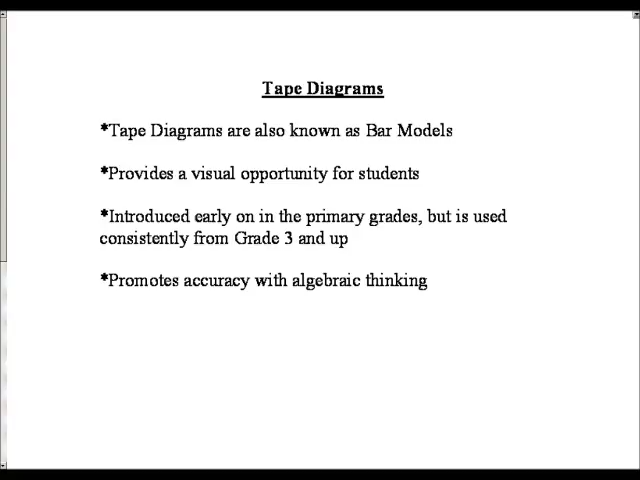 Tape Diagrams
*Tape Diagrams are also known as Bar Models
*Provides a visual opportunity for students
*Introduced early on in the primary grades, but is used
consistently from Grade 3 and up
*Promotes accuracy with algebraic thinking